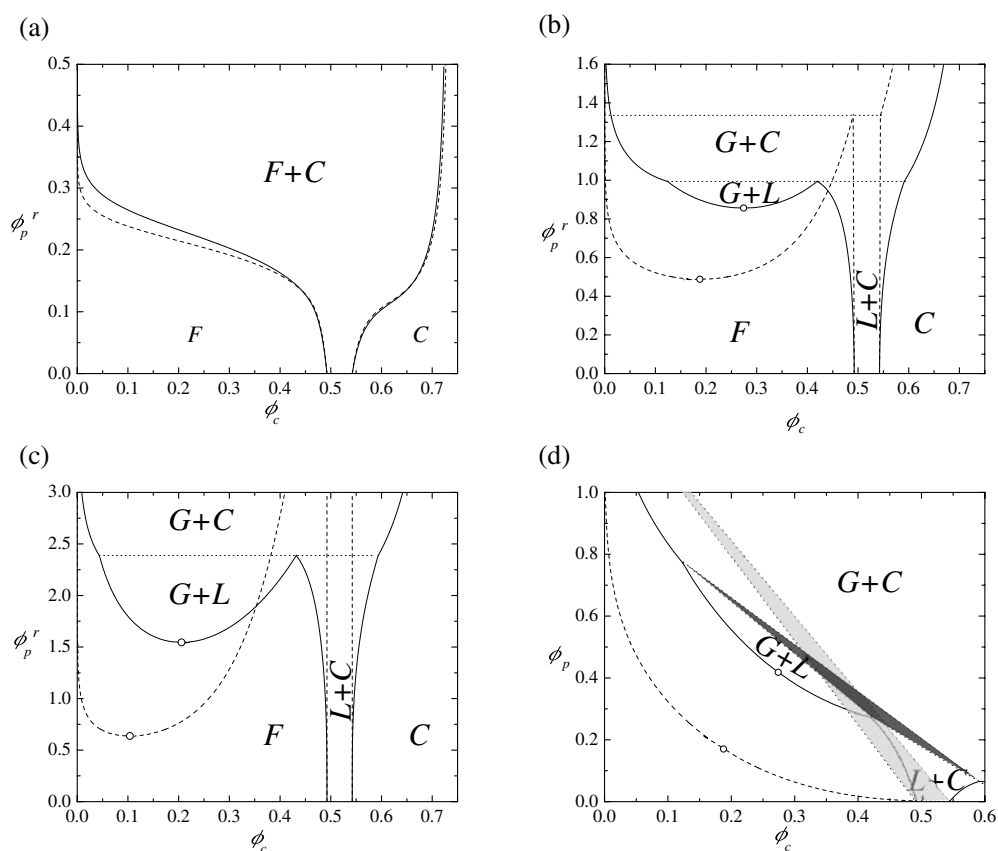 (a)
0.5
0.4
0.3
0.2
0.1
0.0
ϕ_p^r
F+C
F
C
0.0 0.1 0.2 0.3 0.4 0.5 0.6 0.7
ϕ_c
(b)
1.6
1.4
1.2
1.0
0.8
0.6
0.4
0.2
0.0
ϕ_p^r
G+C
G+L
L+C
F
C
0.0 0.1 0.2 0.3 0.4 0.5 0.6 0.7
ϕ_c
(c)
3.0
2.5
2.0
1.5
1.0
0.5
0.0
ϕ_p^r
G+C
G+L
L+C
F
C
0.0 0.1 0.2 0.3 0.4 0.5 0.6 0.7
ϕ_c
(d)
1.0
0.8
0.6
0.4
0.2
0.0
ϕ_p
G+C
G+L
L+C
0.0 0.1 0.2 0.3 0.4 0.5 0.6
ϕ_c